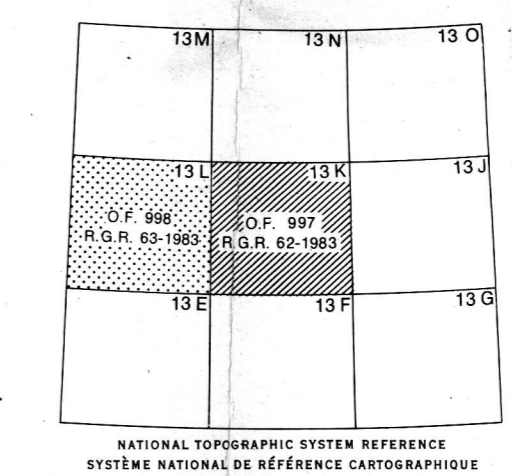 13 M
13 N
13 O
13 L
13 K
13 J
O.F. 998
R.G.R. 63-1983
O.F. 997
R.G.R. 62-1983
13 E
13 F
13 G
NATIONAL TOPOGRAPHIC SYSTEM REFERENCE
SYSTÈME NATIONAL DE RÉFÉRENCE CARTOGRAPHIQUE